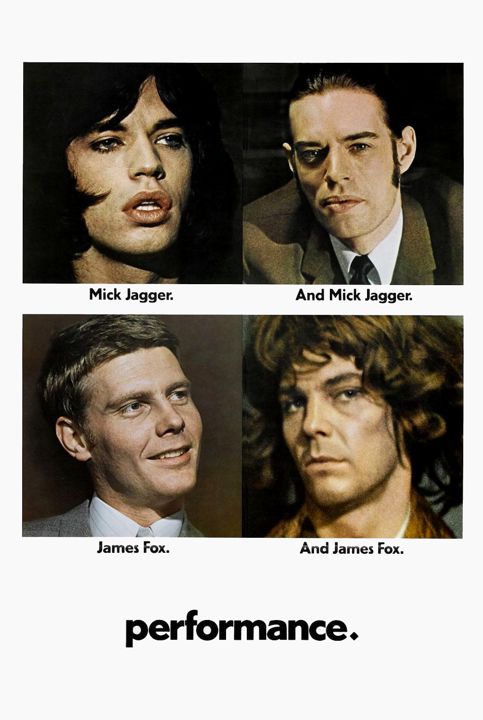 Mick Jagger.
And Mick Jagger.
James Fox.
And James Fox.
performance.